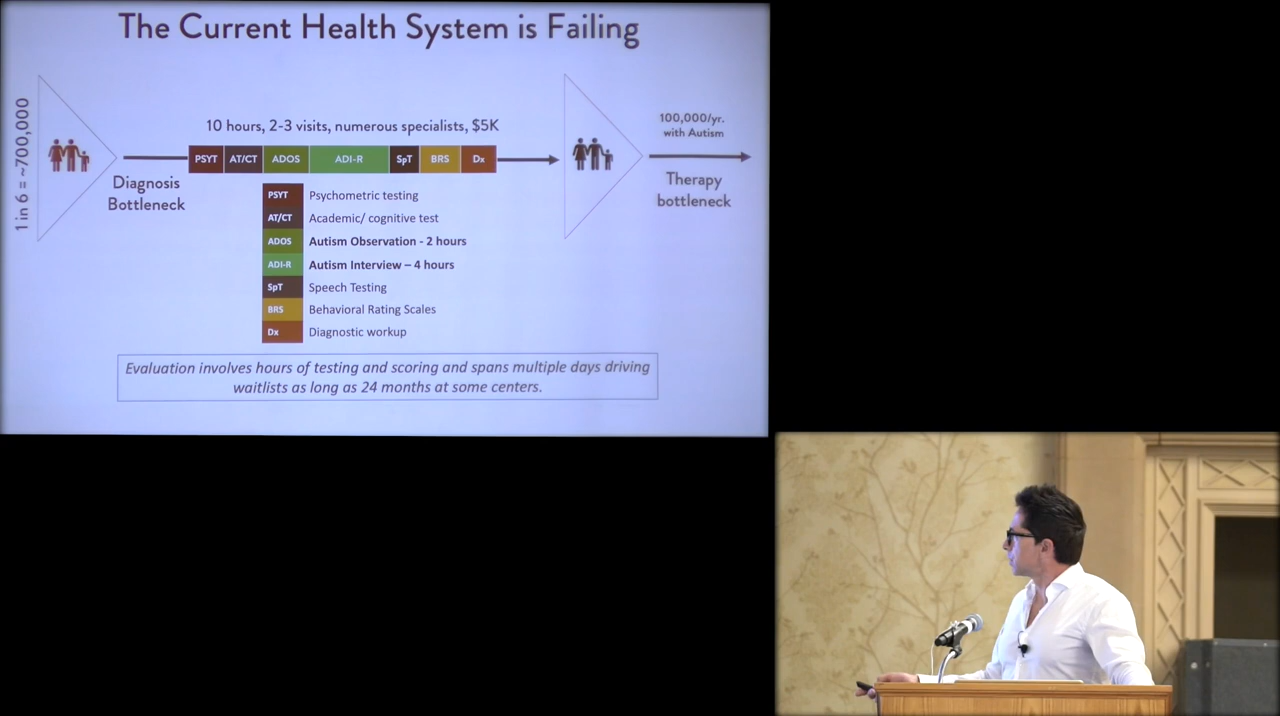 The Current Health System is Failing
1 in 6 = ~700,000
10 hours, 2-3 visits, numerous specialists, $5K
PSYT AT/CT ADOS ADI-R SpT BRS Dx
Diagnosis
Bottleneck
100,000/yr.
with Autism
Therapy
bottleneck
PSYT Psychometric testing
AT/CT Academic/ cognitive test
ADOS Autism Observation - 2 hours
ADI-R Autism Interview – 4 hours
SpT Speech Testing
BRS Behavioral Rating Scales
Dx Diagnostic workup
Evaluation involves hours of testing and scoring and spans multiple days driving
waitlists as long as 24 months at some centers.